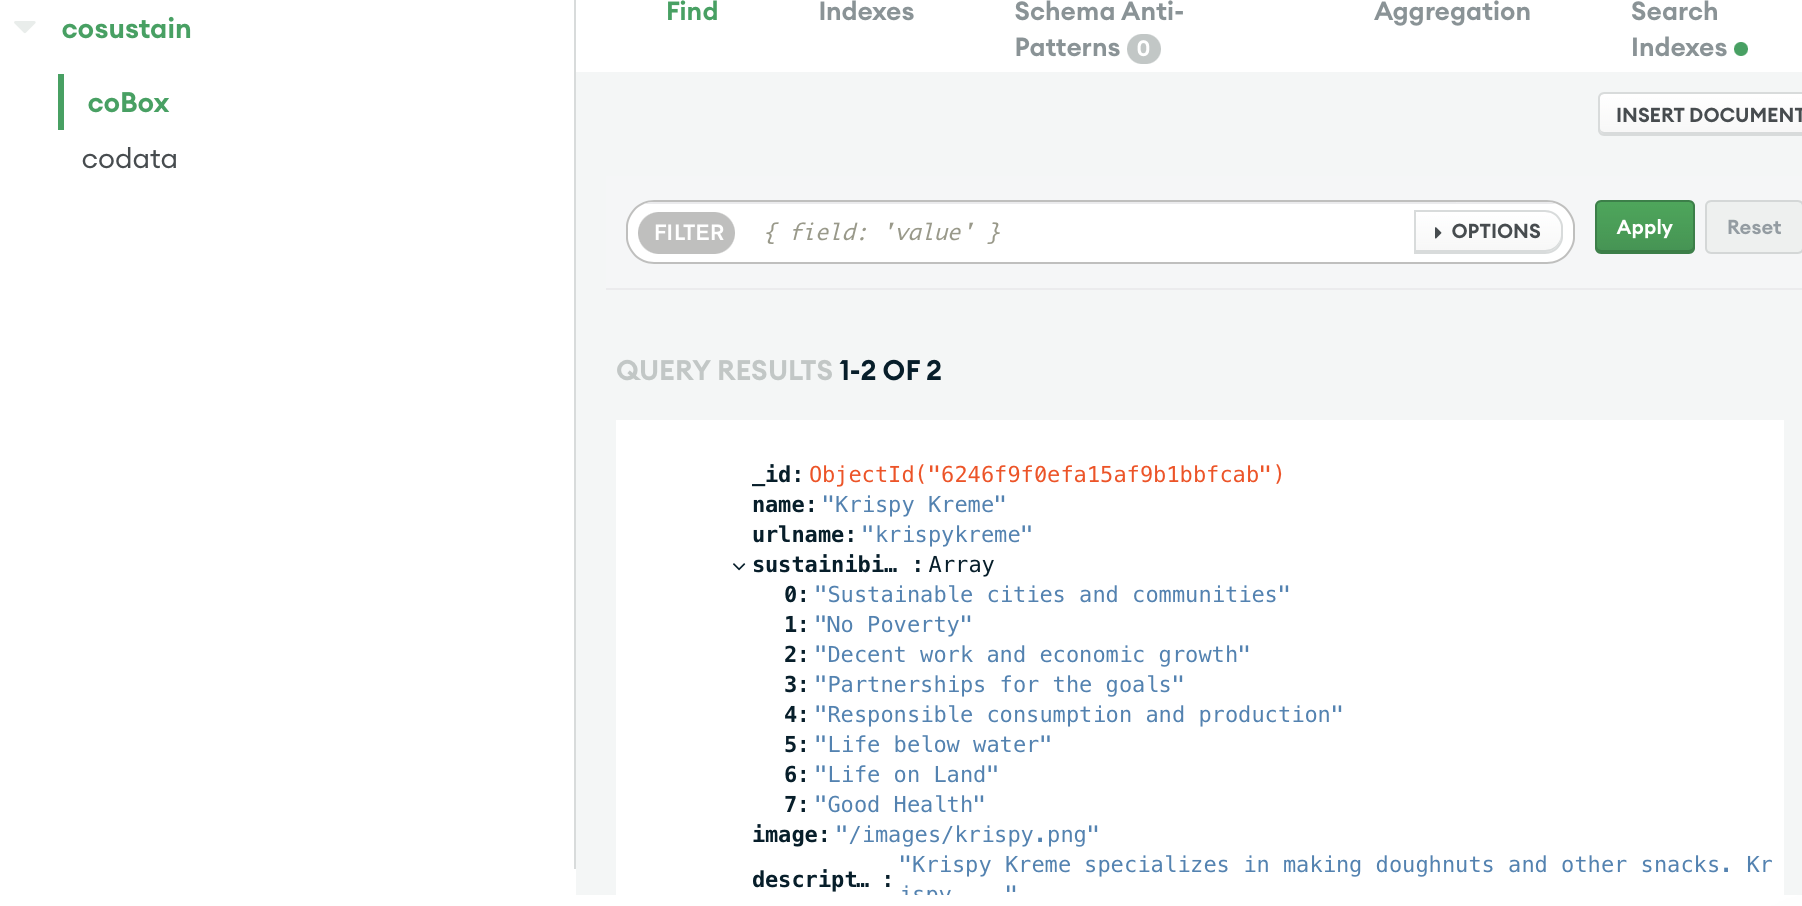 cosustain
coBox
codata
Find
Indexes
Schema Anti-
Patterns 0
Aggregation
Search
Indexes
INSERT DOCUMENT
FILTER { field: 'value' }
OPTIONS
Apply
Reset
QUERY RESULTS 1-2 OF 2
_id: ObjectId("6246f9f0efa15af9b1bbfcab")
name: "Krispy Kreme"
urlname: "krispykreme"
sustainibi… : Array
0: "Sustainable cities and communities"
1: "No Poverty"
2: "Decent work and economic growth"
3: "Partnerships for the goals"
4: "Responsible consumption and production"
5: "Life below water"
6: "Life on Land"
7: "Good Health"
image: "/images/krispy.png"
descript… : "Krispy Kreme specializes in making doughnuts and other snacks. Kr
ispy ..."